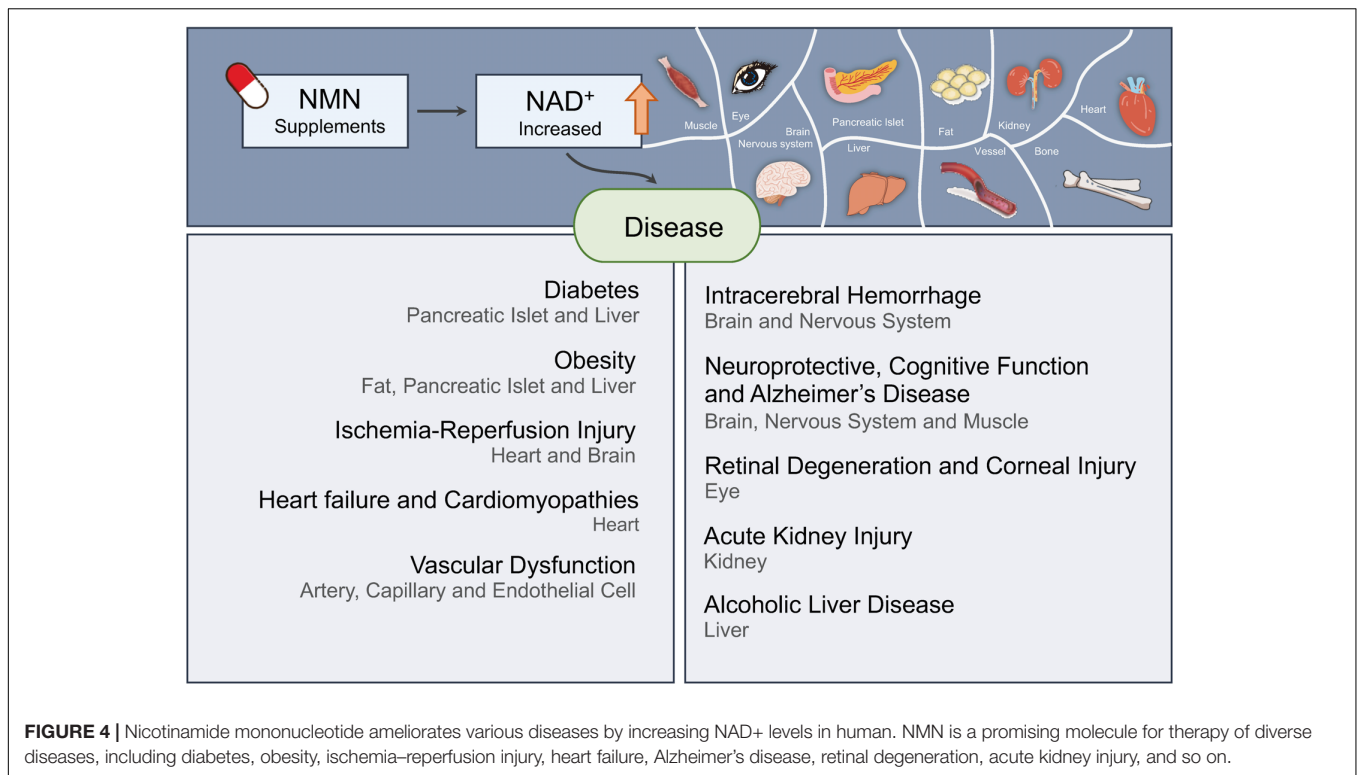 NMN
Supplements
NAD+
Increased
Muscle
Eye
Brain
Nervous system
Pancreatic Islet
Liver
Fat
Vessel
Kidney
Bone
Heart
Disease
Diabetes
Pancreatic Islet and Liver
Obesity
Fat, Pancreatic Islet and Liver
Ischemia-Reperfusion Injury
Heart and Brain
Heart failure and Cardiomyopathies
Heart
Vascular Dysfunction
Artery, Capillary and Endothelial Cell
Intracerebral Hemorrhage
Brain and Nervous System
Neuroprotective, Cognitive Function
and Alzheimer's Disease
Brain, Nervous System and Muscle
Retinal Degeneration and Corneal Injury
Eye
Acute Kidney Injury
Kidney
Alcoholic Liver Disease
Liver
FIGURE 4 | Nicotinamide mononucleotide ameliorates various diseases by increasing NAD+ levels in human. NMN is a promising molecule for therapy of diverse
diseases, including diabetes, obesity, ischemia–reperfusion injury, heart failure, Alzheimer's disease, retinal degeneration, acute kidney injury, and so on.